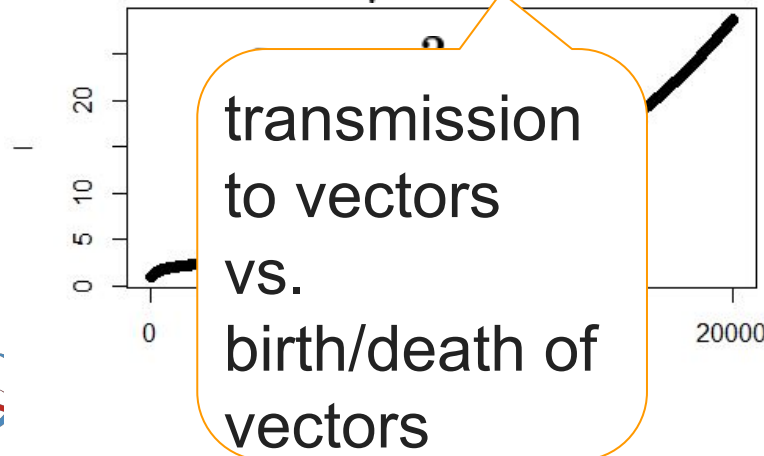 20
10
5
0
I
0
20000
transmission
to vectors
vs.
birth/death of
vectors